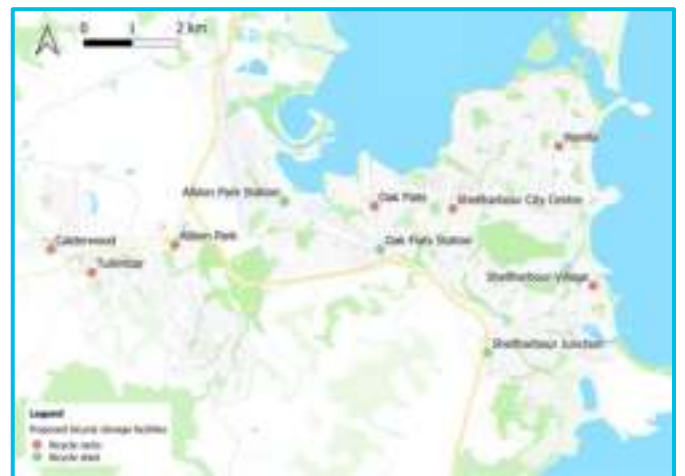 0 1 2 km
Warilla
Albion Park Station
Oak Flats
Shellharbour City Centre
Calderwood
Albion Park
Oak Flats Station
Tullimbar
Shellharbour Village
Shellharbour Junction
Legend
Proposed bicycle storage facilities
Bicycle racks
Bicycle shed